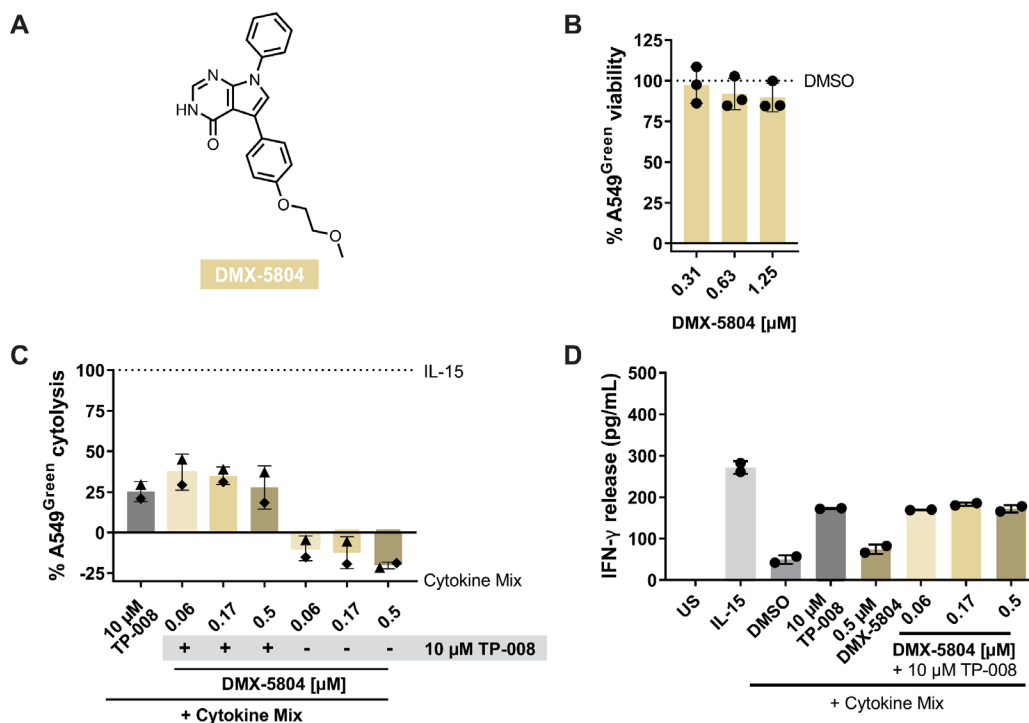 A
N
N
N
HN
O
O
O
DMX-5804
B
% A549Green viability
125
100
75
50
25
0
DMSO
0.31
0.63
1.25
DMX-5804 [µM]
C
% A549Green cytolysis
100
75
50
25
0
-25
IL-15
Cytokine Mix
10 µM
TP-008
0.06
0.17
0.5
0.06
0.17
0.5
+ + + - - - 10 µM TP-008
DMX-5804 [µM]
+ Cytokine Mix
D
IFN-γ release (pg/mL)
500
400
300
200
100
0
US
IL-15
DMSO
10 µM
TP-008
0.5 µM
DMX-5804
0.06
0.17
0.5
DMX-5804 [µM]
+ 10 µM TP-008
+ Cytokine Mix